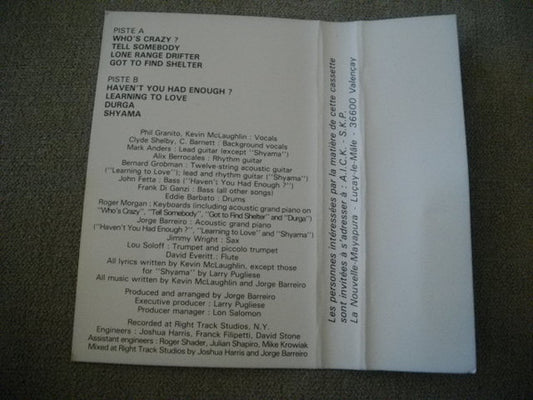 PISTE A
WHO'S CRAZY ?
TELL SOMEBODY
LONE RANGE DRIFTER
GOT TO FIND SHELTER
PISTE B
HAVEN'T YOU HAD ENOUGH ?
LEARNING TO LOVE
DURGA
SHYAMA
Phil Granito, Kevin McLaughlin : Vocals
Clyde Shelby, C. Barnett : Background vocals
Mark Anders : Lead guitar (except "Shyama")
Alix Berrocales : Rhythm guitar
Bernard Grobman : Twelve-string acoustic guitar
("Learning to Love"); lead and rhythm guitar ("Shyama")
John Fetta : Bass ("Haven't You Had Enough ?")
Frank Di Ganzi : Bass (all other songs)
Eddie Barbato : Drums
Roger Morgan : Keyboards (including acoustic grand piano on
"Who's Crazy", "Tell Somebody", "Got to Find Shelter" and "Durga")
Jorge Barreiro : Acoustic grand piano
("Haven't You Had Enough ?", "Learning to Love" and "Shyama")
Jimmy Wright : Sax
Lou Soloff : Trumpet and piccolo trumpet
David Everitt : Flute
All lyrics written by Kevin McLaughlin, except those
for "Shyama" by Larry Pugliese
All music written by Kevin McLaughlin and Jorge Barreiro
Produced and arranged by Jorge Barreiro
Executive producer : Larry Pugliese
Producer manager : Lon Salomon
Recorded at Right Track Studios, N.Y.
Engineers : Joshua Harris, Franck Filipetti, David Stone
Assistant engineers : Roger Shader, Julian Shapiro, Mike Krowiak
Mixed at Right Track Studios by Joshua Harris and Jorge Barreiro
Les personnes intéressées par la matière de cette cassette
sont invitées à s'adresser à : A.I.C.K. - S.K.P.
La Nouvelle-Mayapura - Luçay-le-Mâle - 36600 Valençay